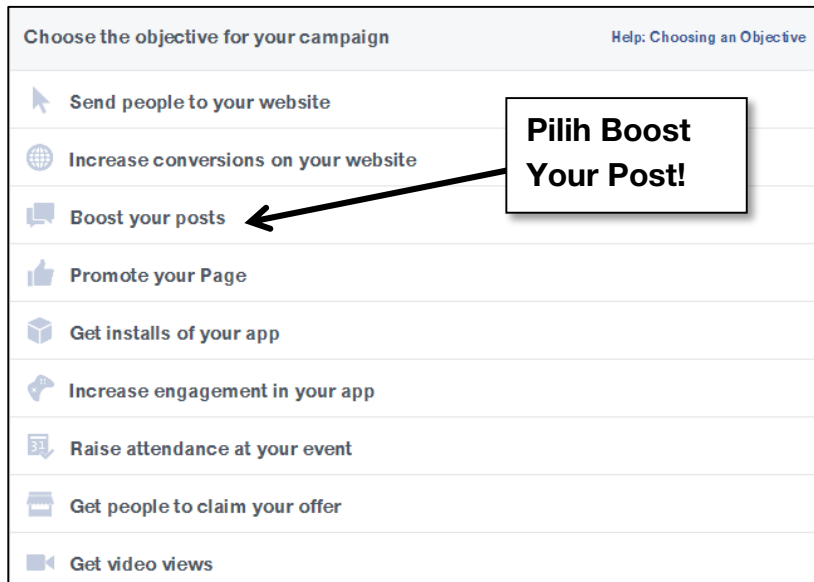 Choose the objective for your campaign
Help: Choosing an Objective
Send people to your website
Increase conversions on your website
Pilih Boost
Your Post!
Boost your posts
Promote your Page
Get installs of your app
Increase engagement in your app
31
Raise attendance at your event
Get people to claim your offer
Get video views